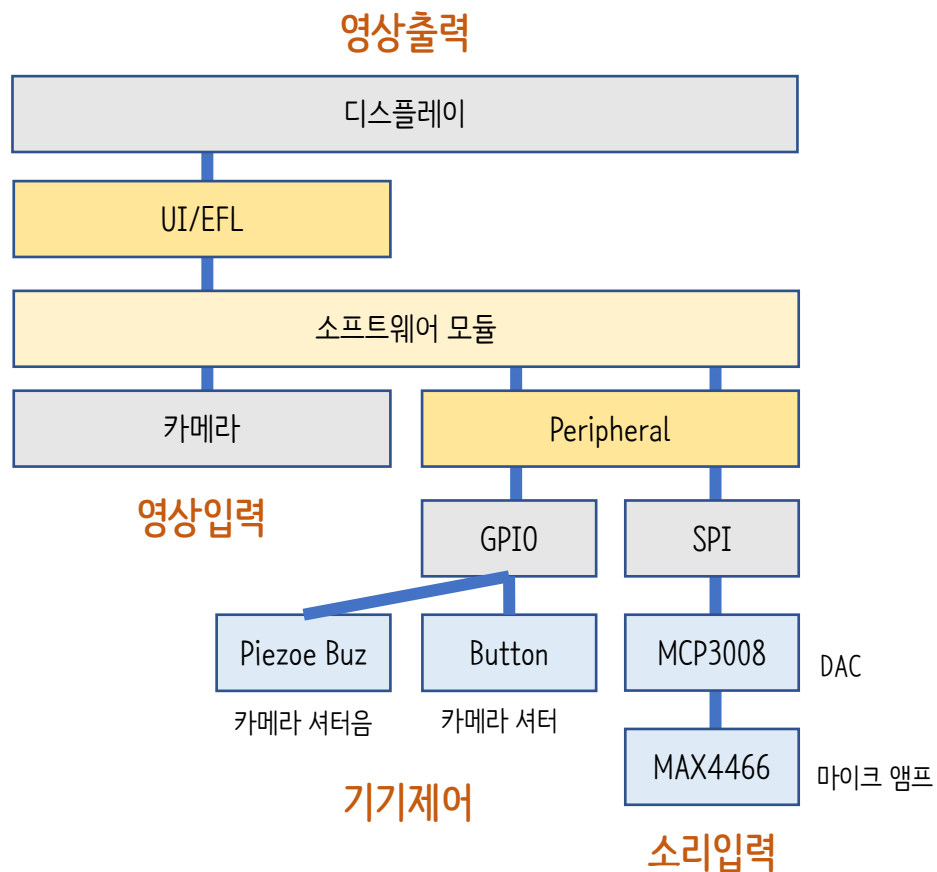 영상출력
디스플레이
UI/EFL
소프트웨어 모듈
카메라
Peripheral
영상입력
GPIO
SPI
Piezoe Buz
Button
MCP3008
DAC
카메라 셔터음
카메라 셔터
MAX4466
마이크 앰프
기기제어
소리입력